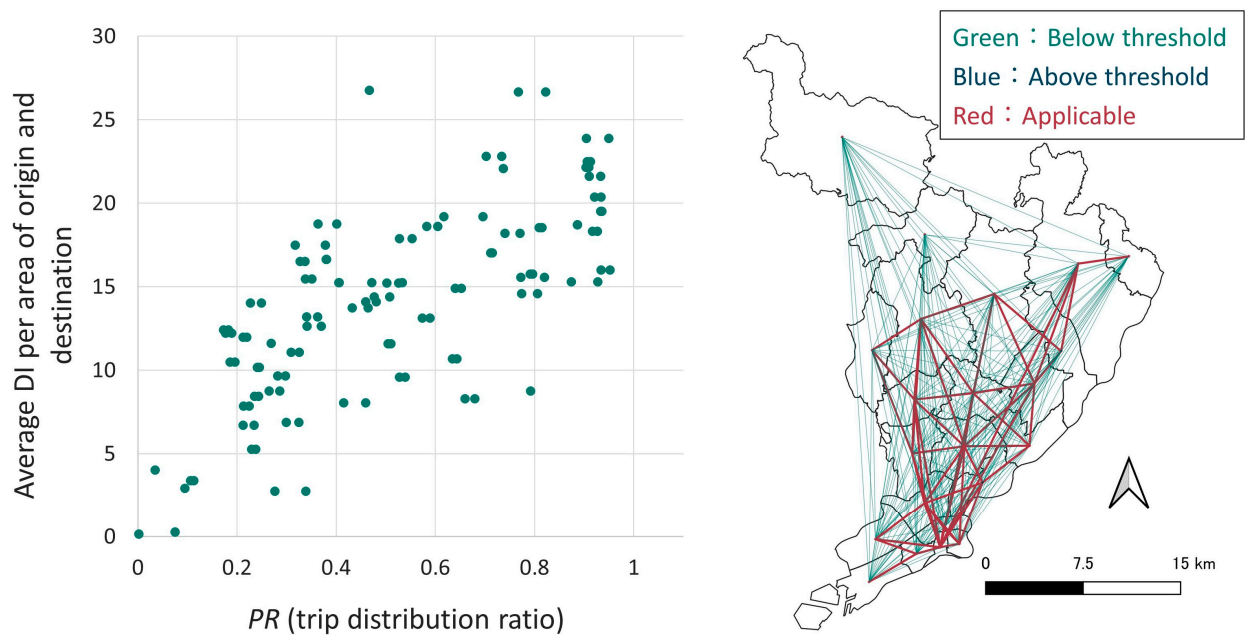 30
25
20
15
10
5
0
Average DI per area of origin and
destination
0 0.2 0.4 0.6 0.8 1
PR (trip distribution ratio)
Green：Below threshold
Blue：Above threshold
Red：Applicable
0 7.5 15 km